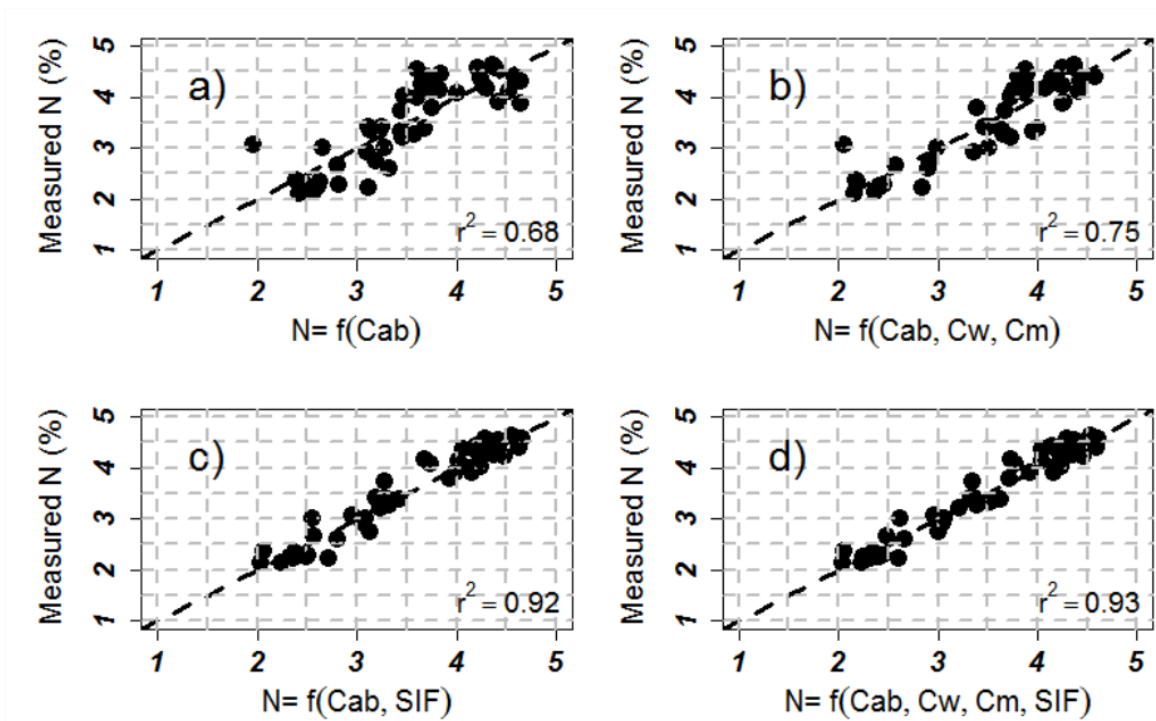 Measured N (%)
5
4
3
2
1
a)
r² = 0.68
1 2 3 4 5
N= f(Cab)
Measured N (%)
5
4
3
2
1
b)
r² = 0.75
1 2 3 4 5
N= f(Cab, Cw, Cm)
Measured N (%)
5
4
3
2
1
c)
r² = 0.92
1 2 3 4 5
N= f(Cab, SIF)
Measured N (%)
5
4
3
2
1
d)
r² = 0.93
1 2 3 4 5
N= f(Cab, Cw, Cm, SIF)